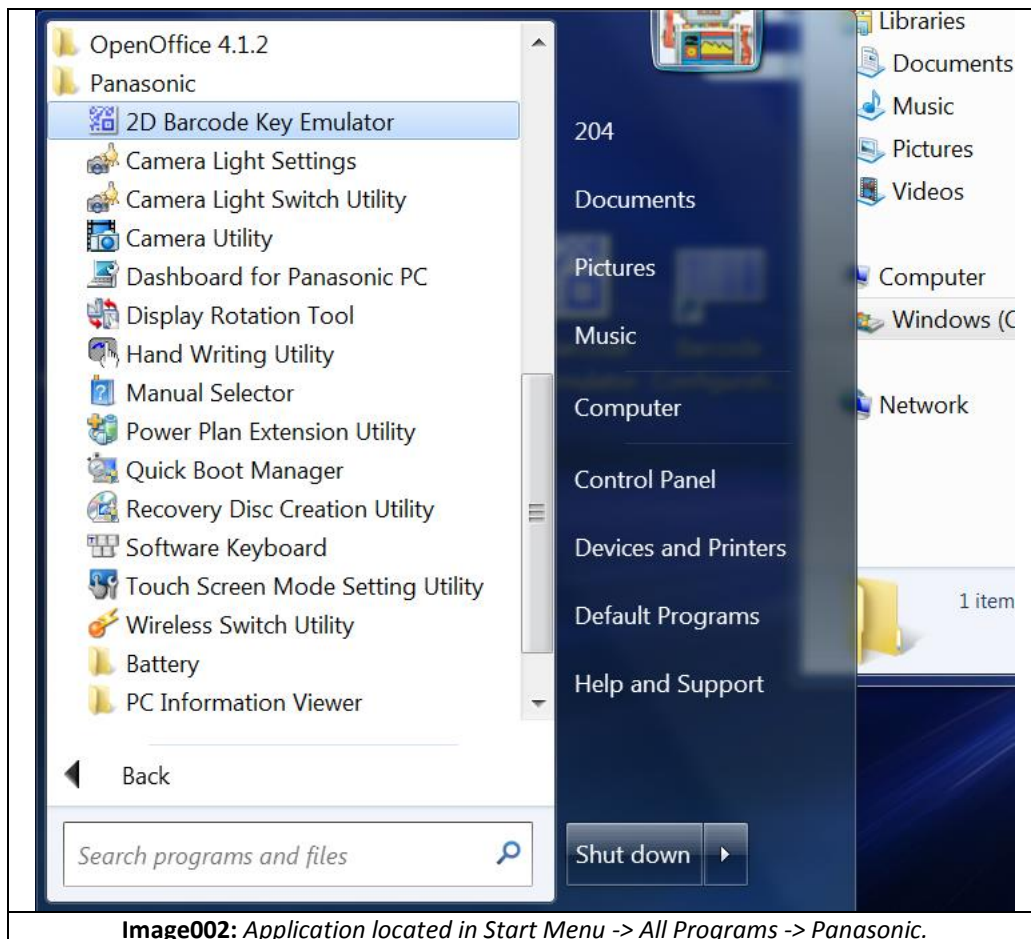 OpenOffice 4.1.2
Panasonic
2D Barcode Key Emulator
Camera Light Settings
Camera Light Switch Utility
Camera Utility
Dashboard for Panasonic PC
Display Rotation Tool
Hand Writing Utility
Manual Selector
Power Plan Extension Utility
Quick Boot Manager
Recovery Disc Creation Utility
Software Keyboard
Touch Screen Mode Setting Utility
Wireless Switch Utility
Battery
PC Information Viewer
Back
Search programs and files
204
Documents
Pictures
Music
Computer
Control Panel
Devices and Printers
Default Programs
Help and Support
Shut down
Libraries
Documents
Music
Pictures
Videos
Computer
Windows (C
Network
1 item
Image002: Application located in Start Menu -> All Programs -> Panasonic.